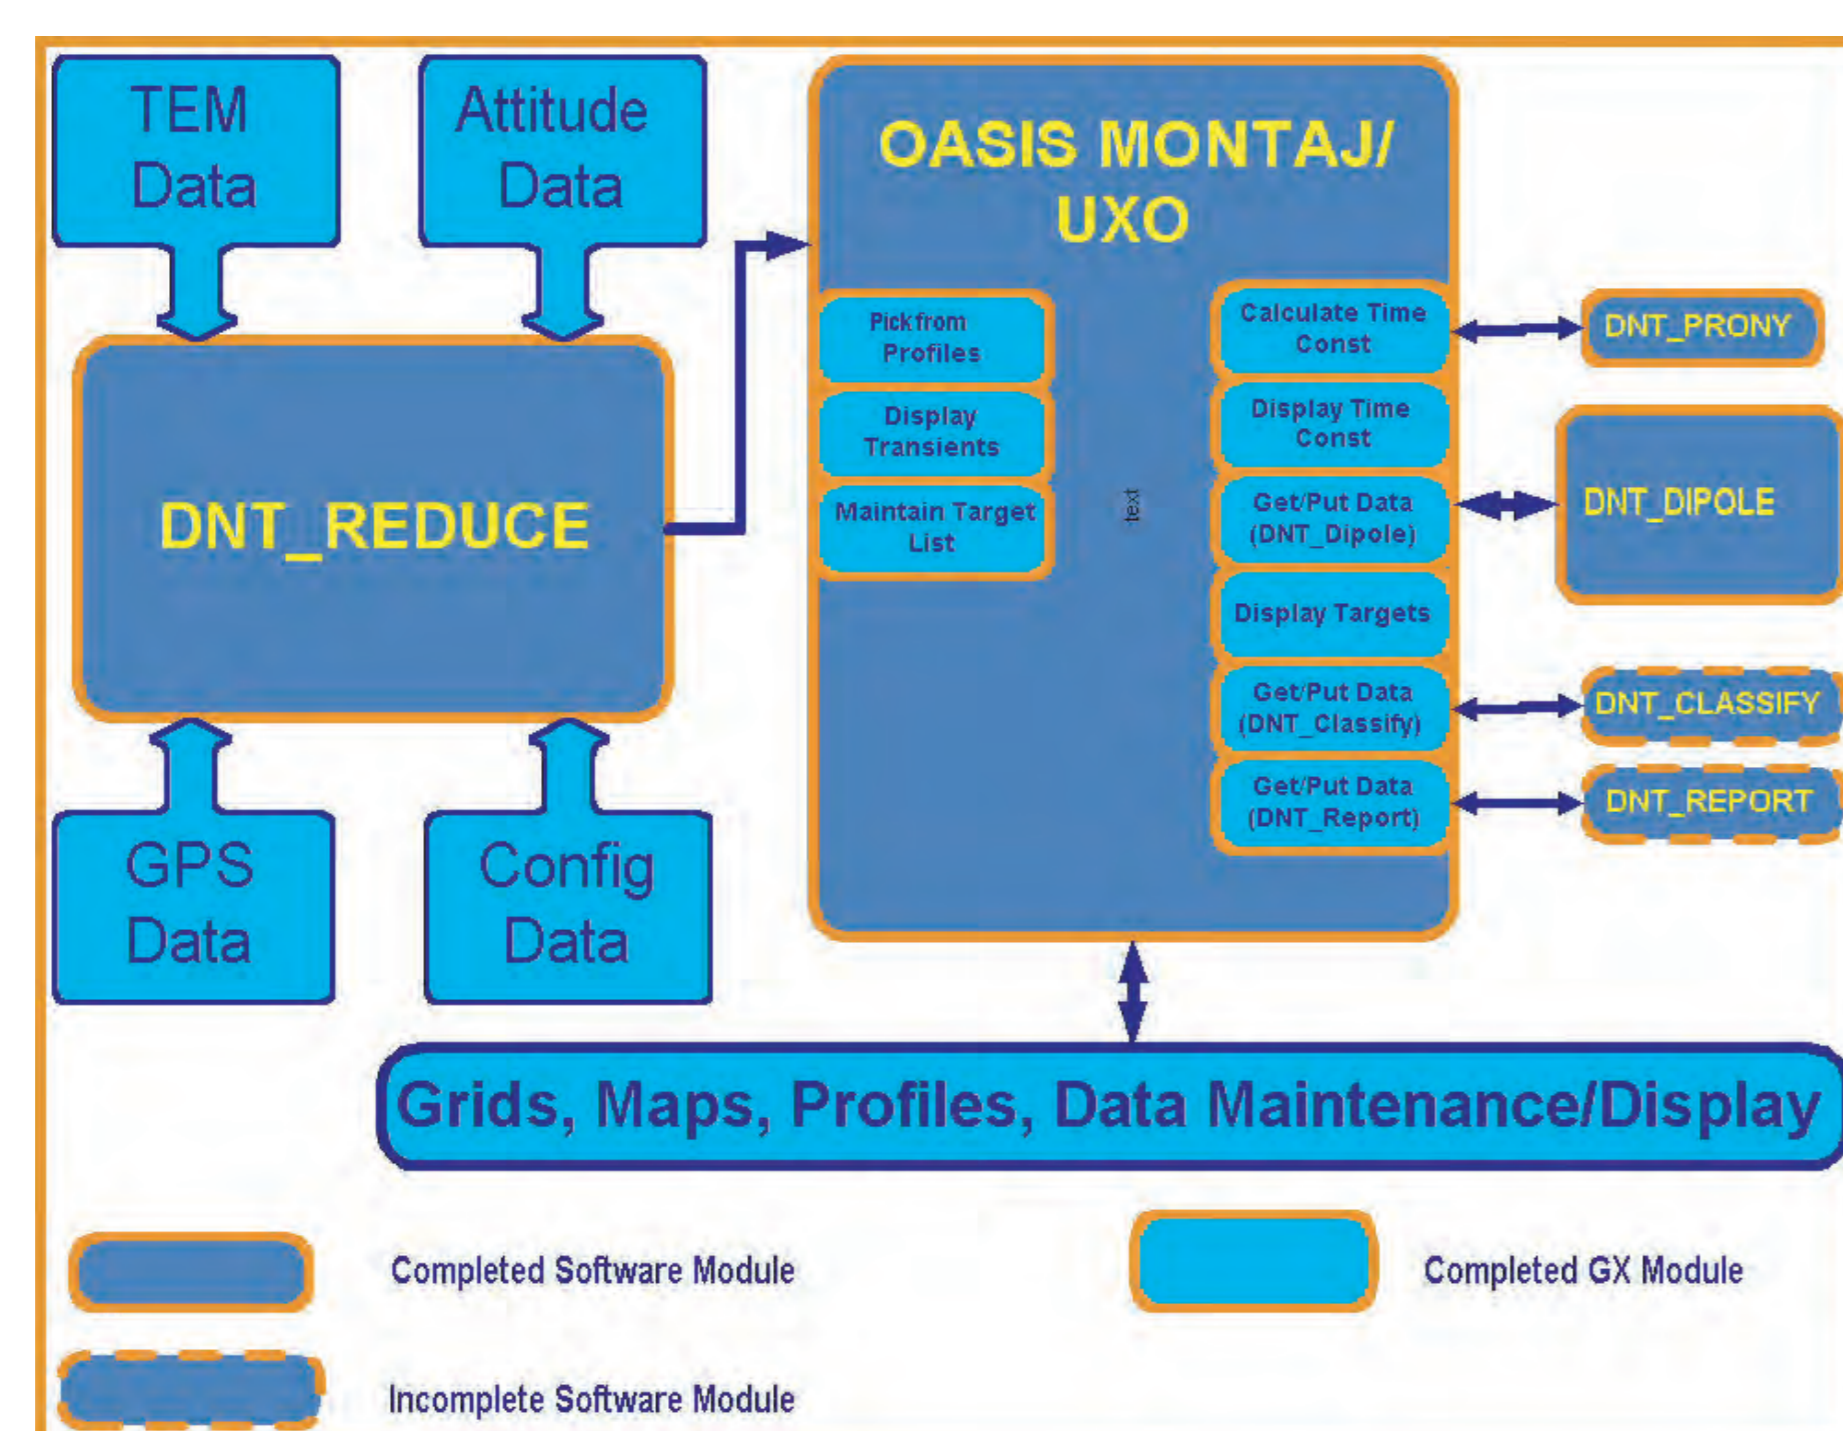 TEM
Data
Attitude
Data
DNT_REDUCE
GPS
Data
Config
Data
OASIS MONTAJ/
UXO
Pick from
Profiles
Display
Transients
Maintain Target
List
text
Calculate Time
Const
Display Time
Const
Get/Put Data
(DNT_Dipole)
Display Targets
Get/Put Data
(DNT_Classify)
Get/Put Data
(DNT_Report)
DNT_PRONY
DNT_DIPOLE
DNT_CLASSIFY
DNT_REPORT
Grids, Maps, Profiles, Data Maintenance/Display
Completed Software Module
Completed GX Module
Incomplete Software Module